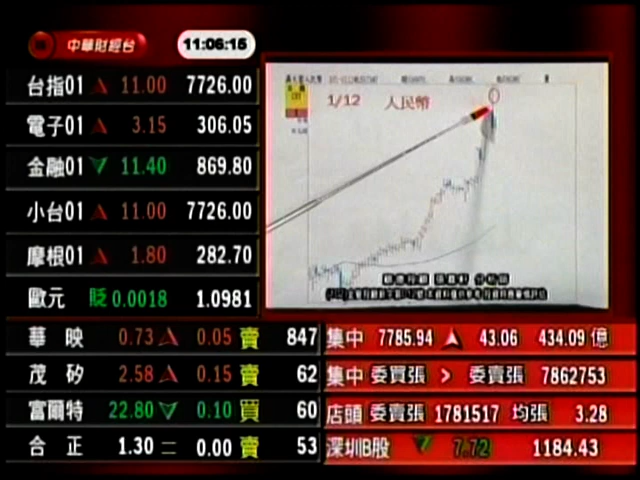 中華財經台 11:06:15
台指01 11.00 7726.00
電子01 3.15 306.05
金融01 11.40 869.80
小台01 11.00 7726.00
摩根01 1.80 282.70
歐元 貶 0.0018 1.0981
1/12 人民幣
華映 0.73 0.05 賣 847
茂矽 2.58 0.15 賣 62
富爾特 22.80 0.10 買 60
合正 1.30 = 0.00 賣 53
集中 7785.94 43.06 434.09 億
集中 委買張 > 委賣張 7862753
店頭 委賣張 1781517 均張 3.28
深圳B股 7.72 1184.43